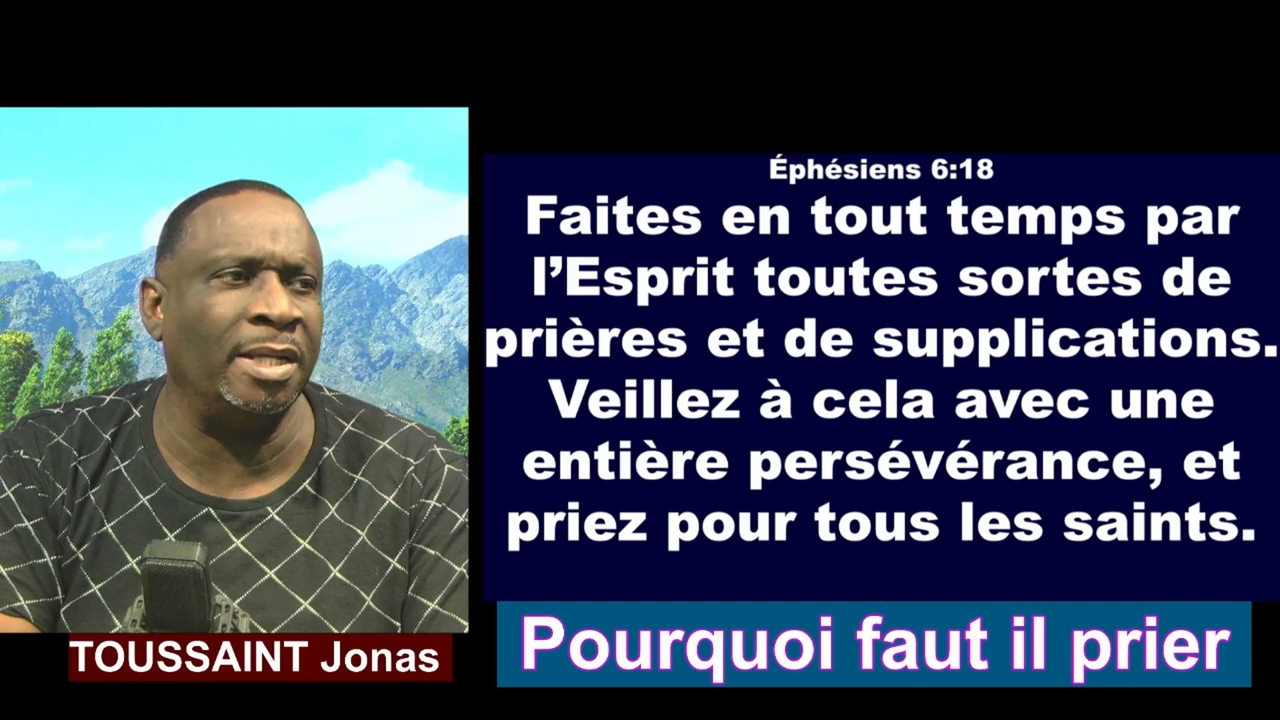 Éphésiens 6:18
Faites en tout temps par
l’Esprit toutes sortes de
prières et de supplications.
Veillez à cela avec une
entière persévérance, et
priez pour tous les saints.
TOUSSAINT Jonas
Pourquoi faut il prier